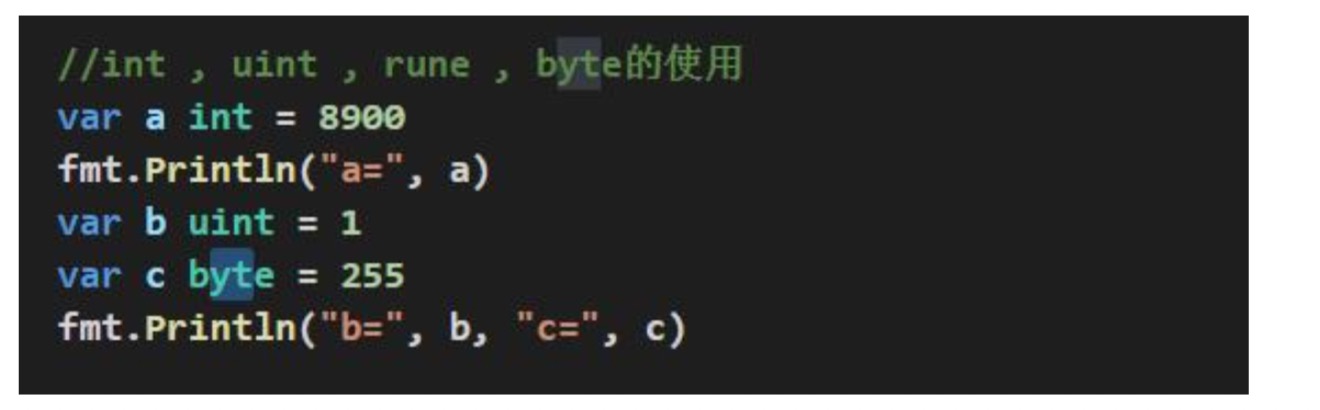 //int , uint , rune , byte的使用
var a int = 8900
fmt.Println("a=", a)
var b uint = 1
var c byte = 255
fmt.Println("b=", b, "c=", c)